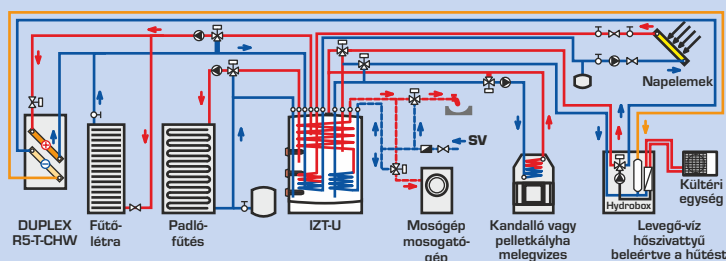 Napelemek
SV
Hydrobox
Kültéri
egység
DUPLEX
R5-T-CHW
Fűtő-
létra
Padló-
fűtés
IZT-U
Mosógép
mosogató-
gép
Kandalló vagy
pelletkályha
melegvizes
Levegő-víz
hőszivattyú
beleértve a hűtést